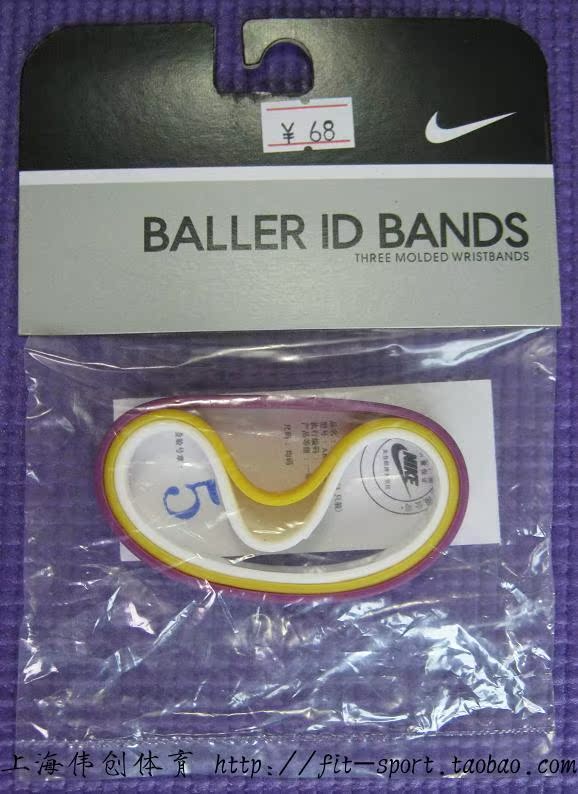 ¥ 68
BALLER ID BANDS
THREE MOLDED WRISTBANDS
NIKE
5
上海伟创体育 http://fit-sport.taobao.com